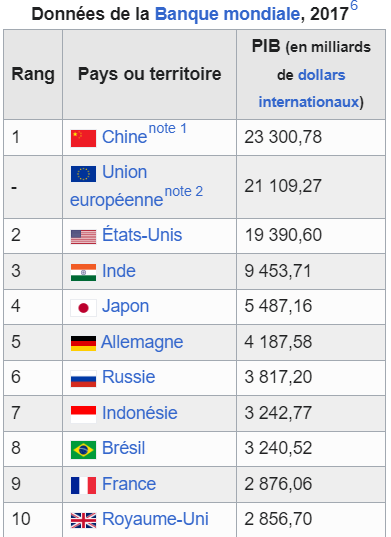 Données de la Banque mondiale, 2017⁶
Rang Pays ou territoire PIB (en milliards de dollars internationaux)
1 Chine note 1 23 300,78
- Union européenne note 2 21 109,27
2 États-Unis 19 390,60
3 Inde 9 453,71
4 Japon 5 487,16
5 Allemagne 4 187,58
6 Russie 3 817,20
7 Indonésie 3 242,77
8 Brésil 3 240,52
9 France 2 876,06
10 Royaume-Uni 2 856,70